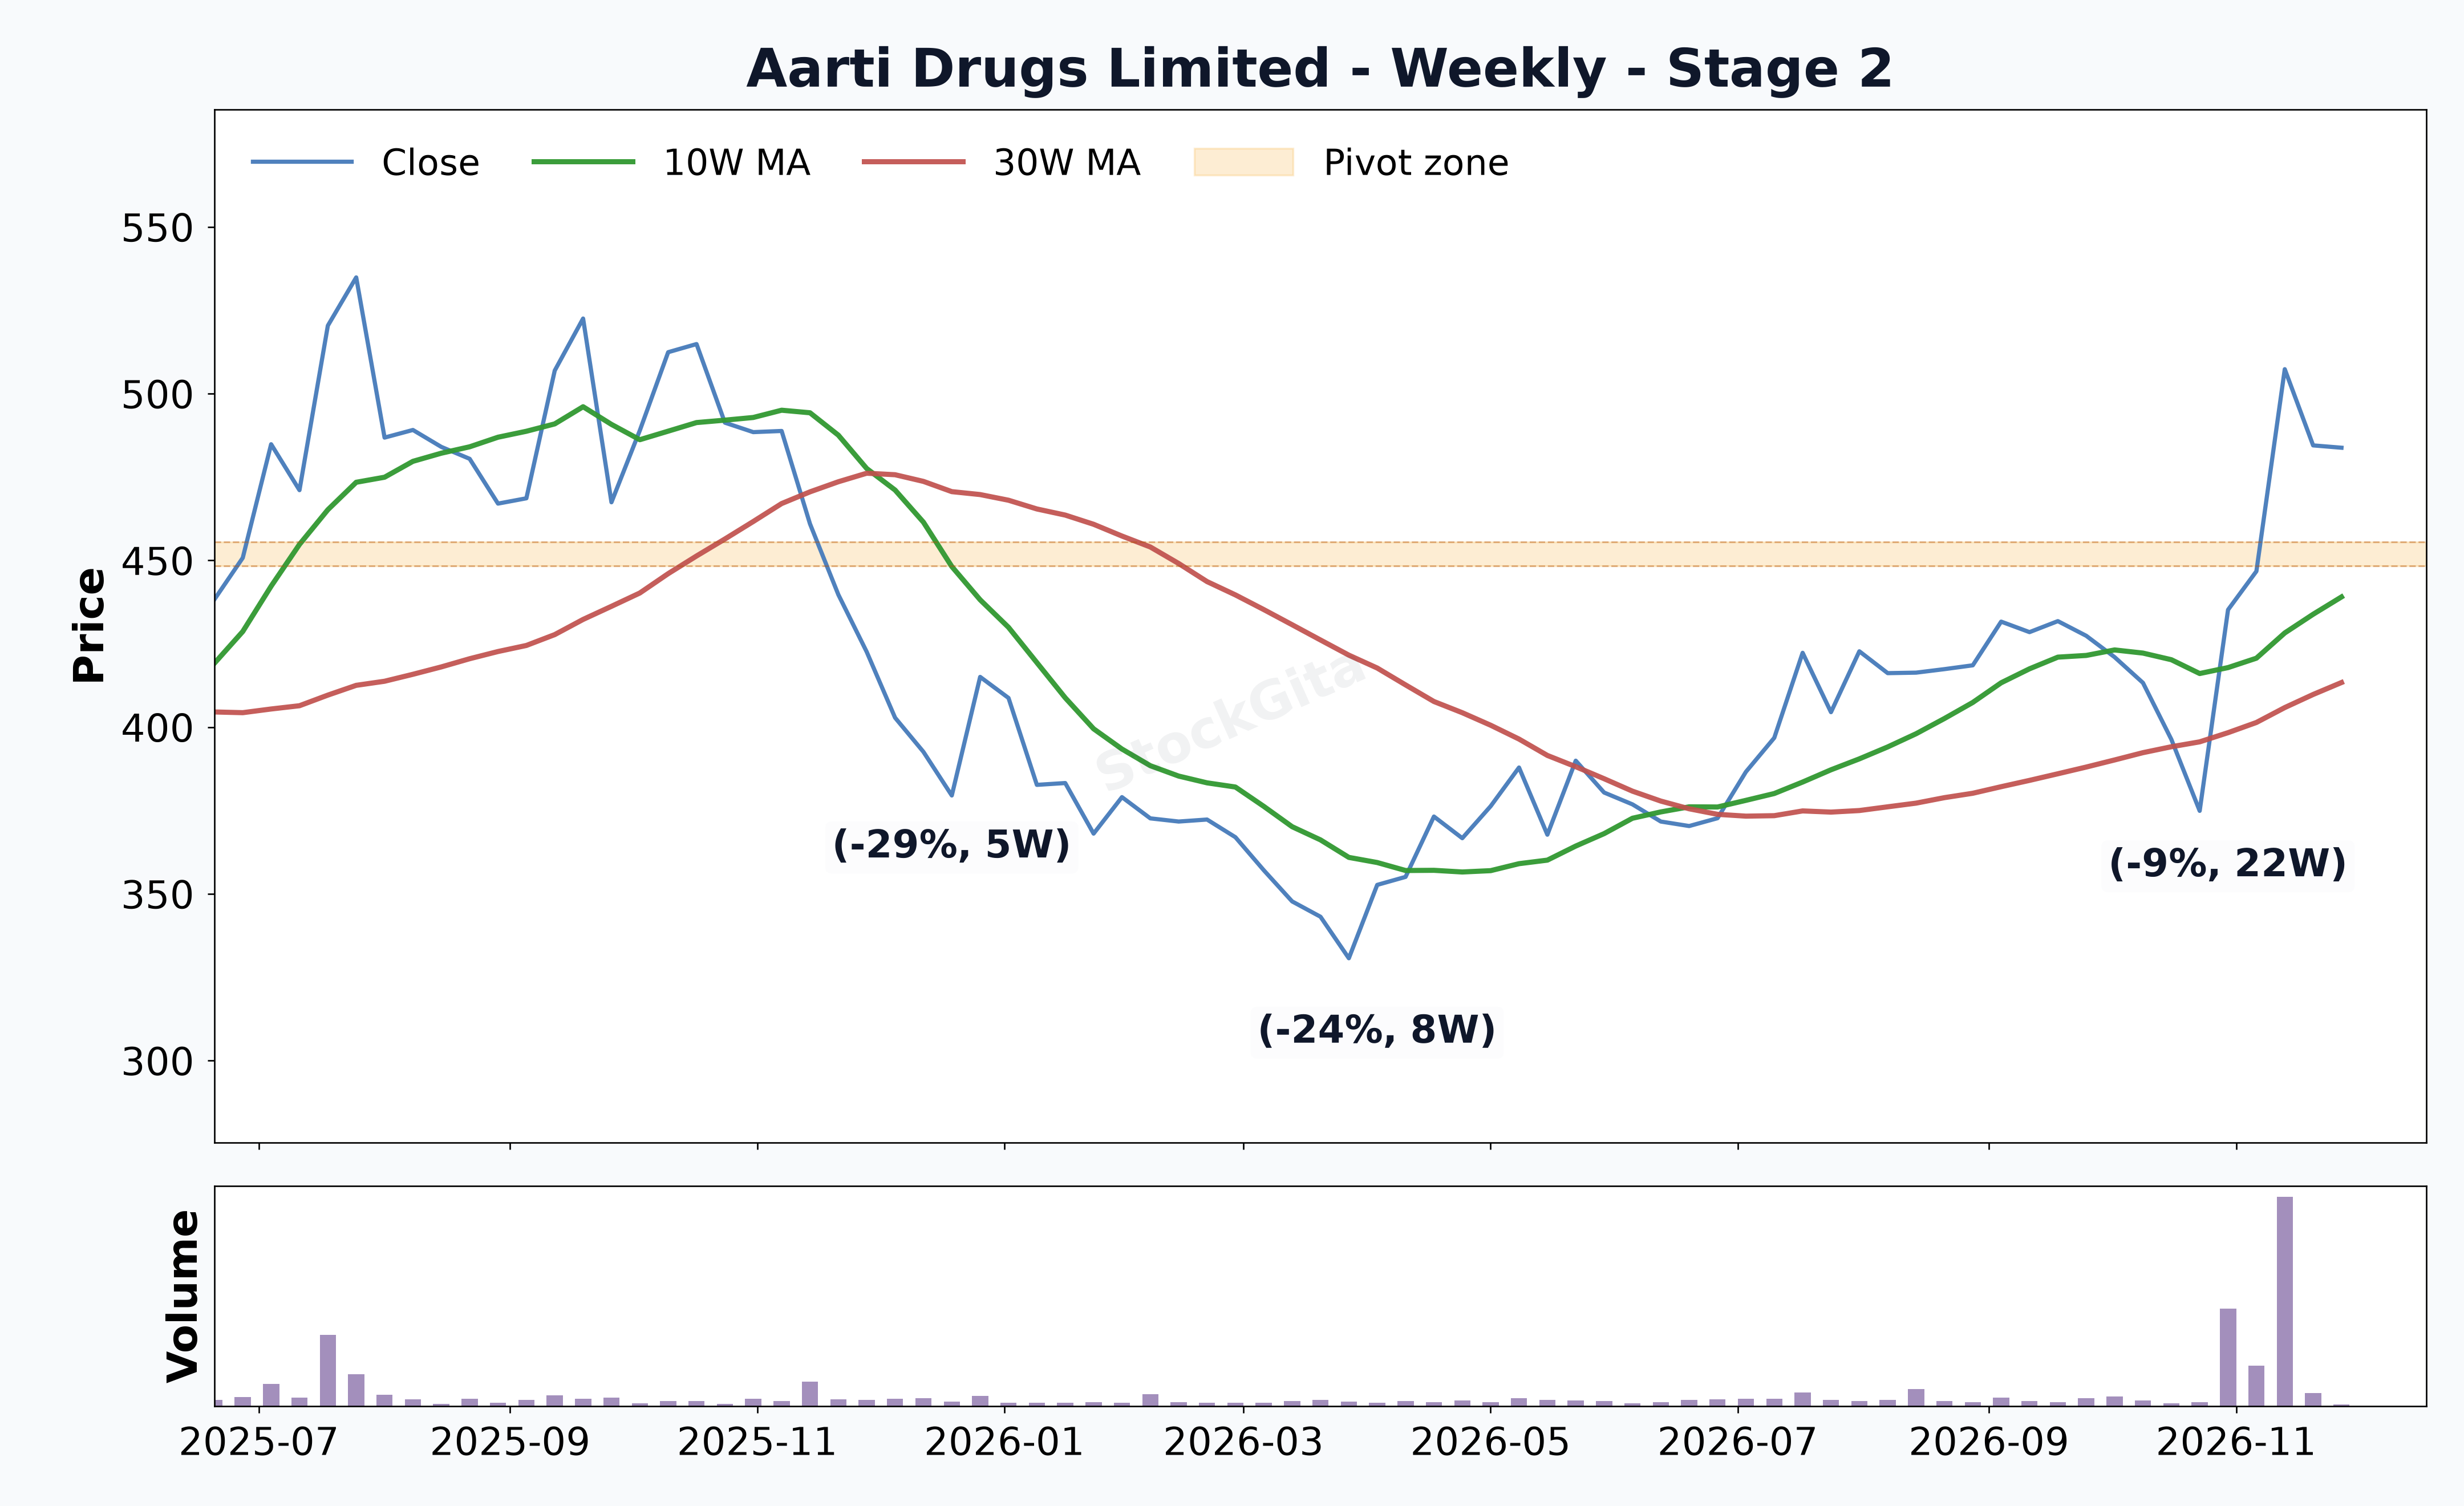 Aarti Drugs Limited - Weekly - Stage 2
Close 10W MA 30W MA Pivot zone
Price
550
500
450
400
350
300
StockGita
(-29%, 5W)
(-9%, 22W)
(-24%, 8W)
Volume
2025-07 2025-09 2025-11 2026-01 2026-03 2026-05 2026-07 2026-09 2026-11